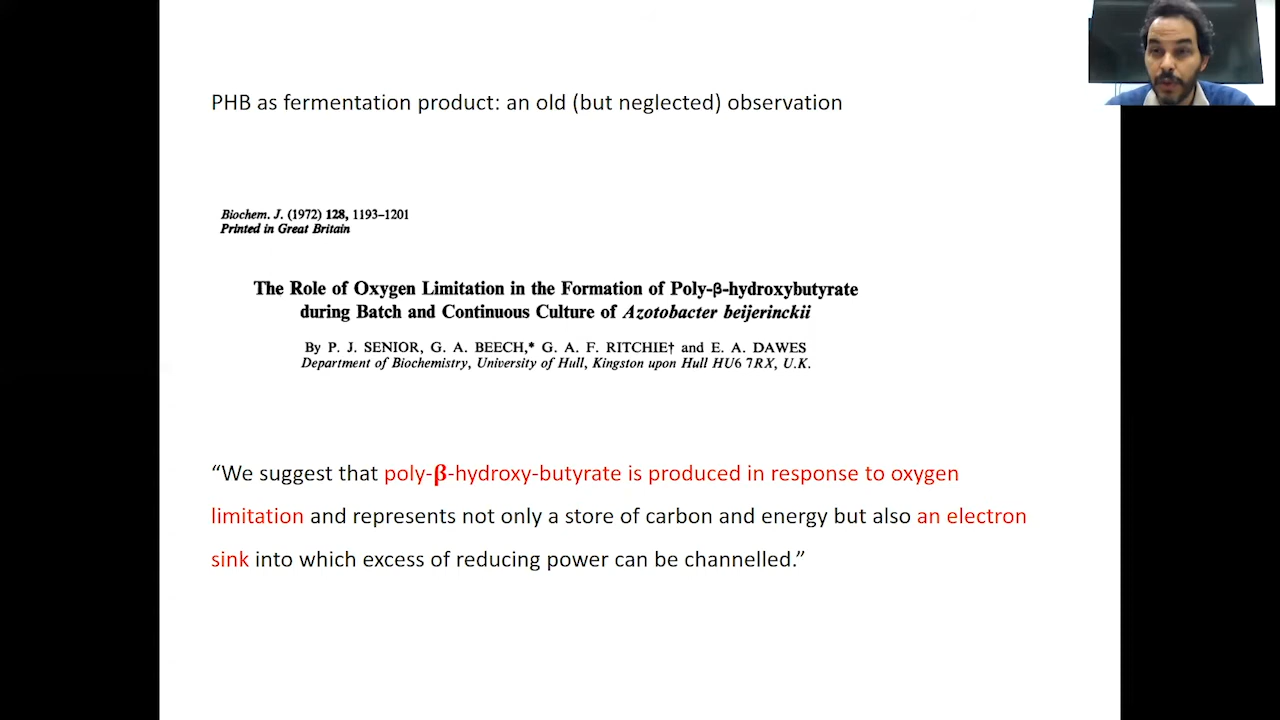 PHB as fermentation product: an old (but neglected) observation
Biochem. J. (1972) 128, 1193–1201
Printed in Great Britain
The Role of Oxygen Limitation in the Formation of Poly-β-hydroxybutyrate
during Batch and Continuous Culture of Azotobacter beijerinckii
By P. J. SENIOR, G. A. BEECH,* G. A. F. RITCHIE† and E. A. DAWES
Department of Biochemistry, University of Hull, Kingston upon Hull HU6 7RX, U.K.
“We suggest that poly-β-hydroxy-butyrate is produced in response to oxygen
limitation and represents not only a store of carbon and energy but also an electron
sink into which excess of reducing power can be channelled.”